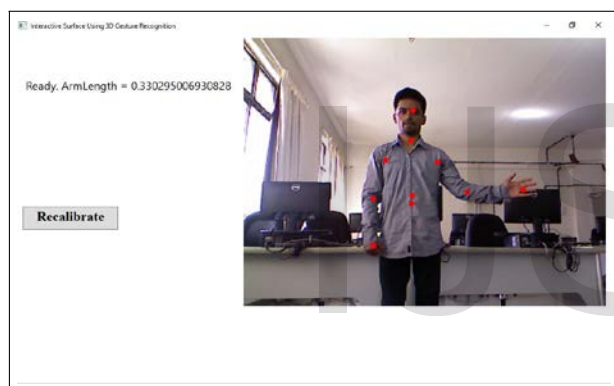 Interactive Surface Using 3D Gesture Recognition
Ready. ArmLength = 0.330295006930828
Recalibrate